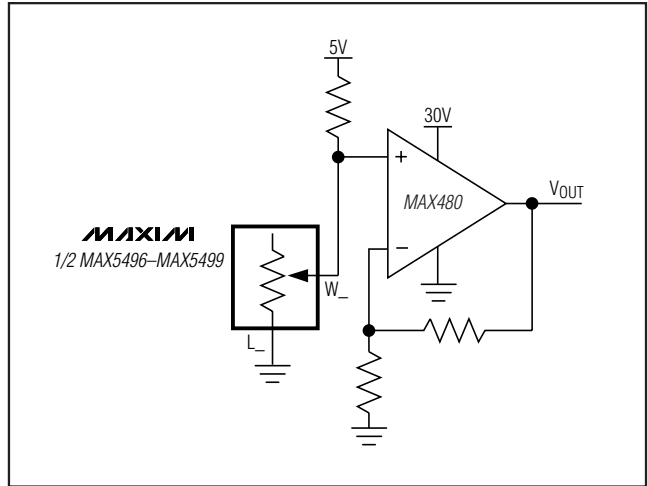 5V
30V
+
MAX480
VOUT
−
MAXIM
1/2 MAX5496–MAX5499
W_
L_